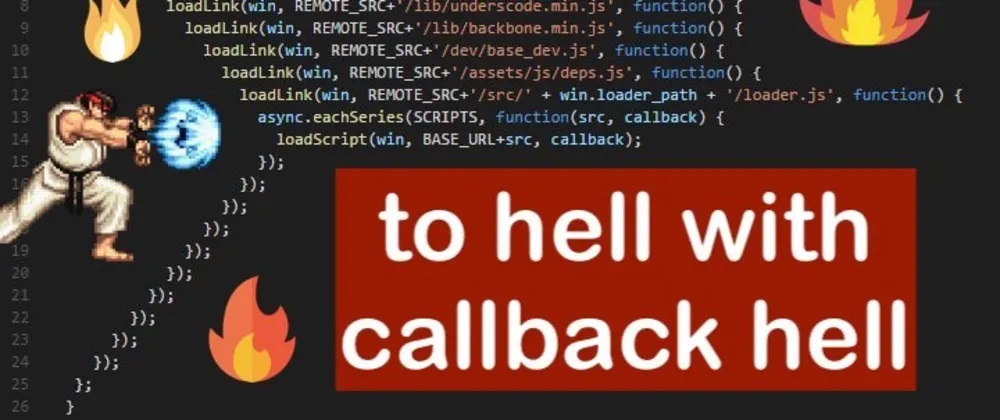 8 loadLink(win, REMOTE_SRC+'/lib/underscode.min.js', function() {
9 loadLink(win, REMOTE_SRC+'/lib/backbone.min.js', function() {
10 loadLink(win, REMOTE_SRC+'/dev/base_dev.js', function() {
11 loadLink(win, REMOTE_SRC+'/assets/js/deps.js', function() {
12 loadLink(win, REMOTE_SRC+'/src/' + win.loader_path + '/loader.js', function() {
13 async.eachSeries(SCRIPTS, function(src, callback) {
14 loadScript(win, BASE_URL+src, callback);
15 });
});
});
});
19 });
20 });
21 });
22 });
23 });
24 });
25 };
26 }
to hell with
callback hell